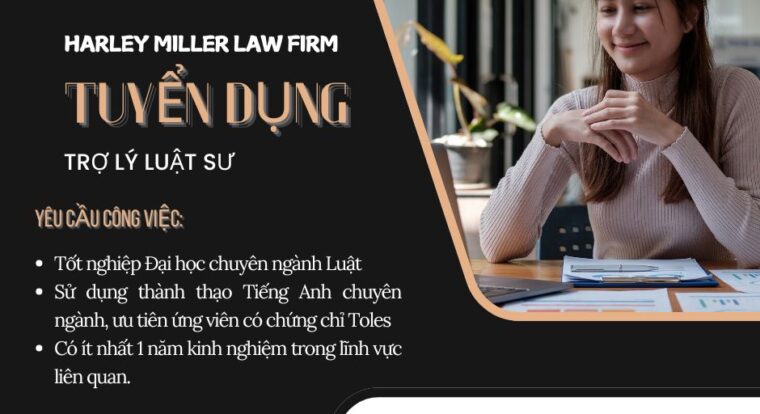 HARLEY MILLER LAW FIRM
TUYỂN DỤNG
TRỢ LÝ LUẬT SƯ
YÊU CẦU CÔNG VIỆC:
• Tốt nghiệp Đại học chuyên ngành Luật
• Sử dụng thành thạo Tiếng Anh chuyên
ngành, ưu tiên ứng viên có chứng chỉ Toles
• Có ít nhất 1 năm kinh nghiệm trong lĩnh vực
liên quan.